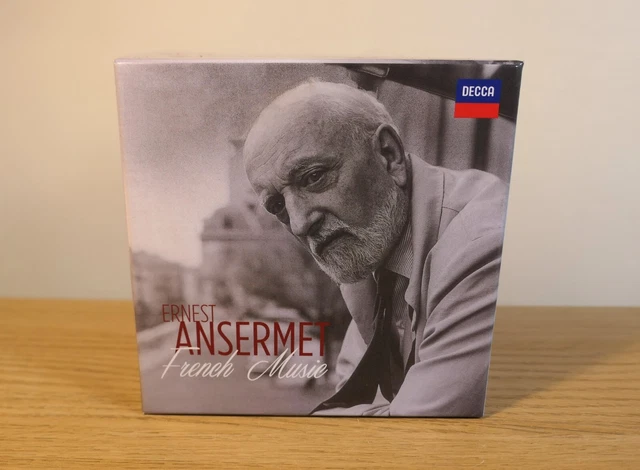 DECCA
ERNEST
ANSERMET
French Music